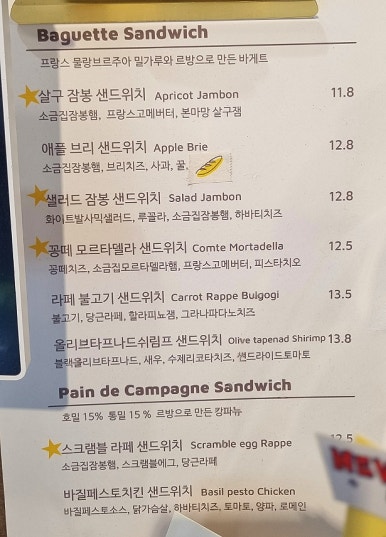 Baguette Sandwich
프랑스 물랑브르주아 밀가루와 르방으로 만든 바게트
살구 잠봉 샌드위치 Apricot Jambon 11.8
소금집잠봉햄, 프랑스고메버터, 본마망 살구잼
애플 브리 샌드위치 Apple Brie 12.8
소금집잠봉햄, 브리치즈, 사과, 꿀,
샐러드 잠봉 샌드위치 Salad Jambon 12.8
화이트발사믹샐러드, 루꼴라, 소금집잠봉햄, 하바티치즈
꽁떼 모르타델라 샌드위치 Comte Mortadella 12.5
꽁떼치즈, 소금집모르타델라햄, 프랑스고메버터, 피스타치오
라페 불고기 샌드위치 Carrot Rappe Bulgogi 13.5
불고기, 당근라페, 할라피뇨잼, 그라나파다노치즈
올리브타프나드쉬림프 샌드위치 Olive tapenad Shirimp 13.8
블랙올리브타프나드, 새우, 수제리코타치즈, 썬드라이토마토
Pain de Campagne Sandwich
호밀 15% 통밀 15 % 르방으로 만든 깡파뉴
스크램블 라페 샌드위치 Scramble egg Rappe 12.5
소금집잠봉햄, 스크램블에그, 당근라페
바질페스토치킨 샌드위치 Basil pesto Chicken
바질페스토소스, 닭가슴살, 하바티치즈, 토마토, 양파, 로메인